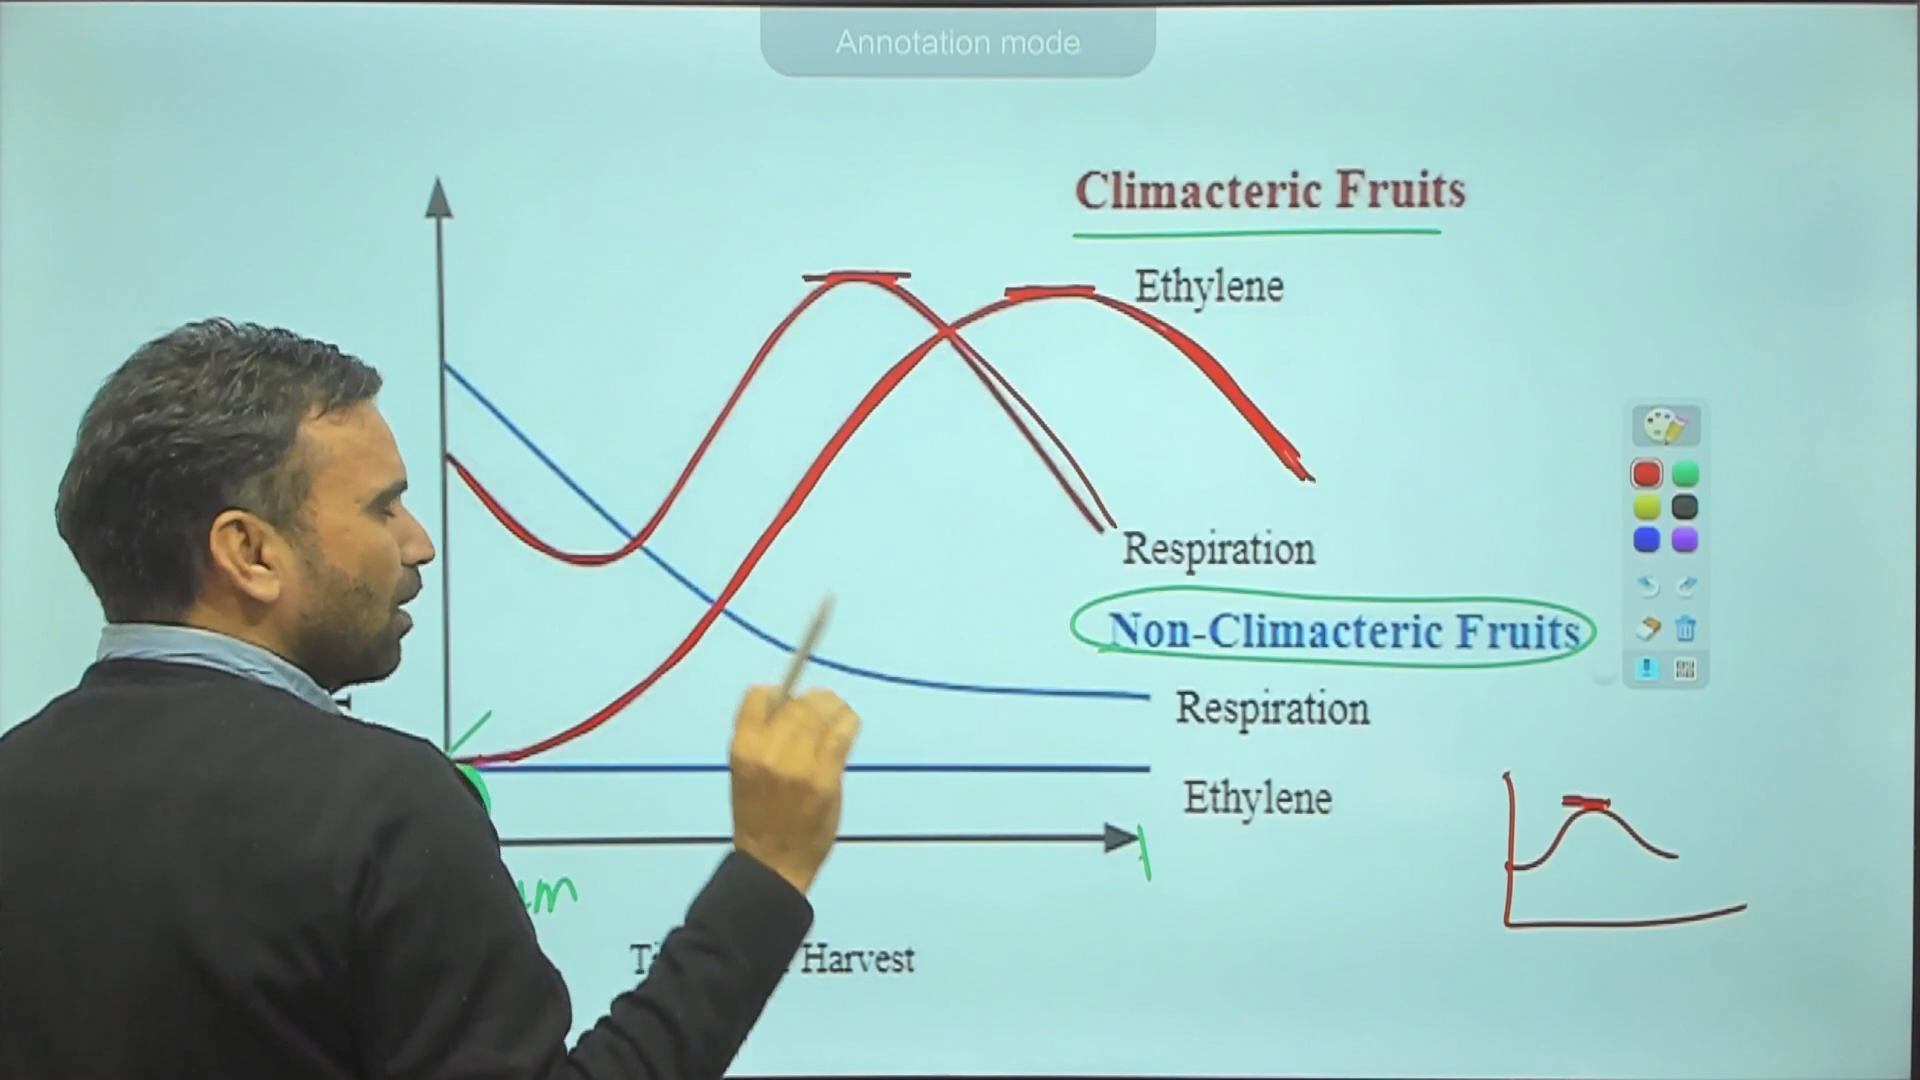 Annotation mode
Climacteric Fruits
Ethylene
Respiration
Non-Climacteric Fruits
Respiration
Ethylene
Harvest